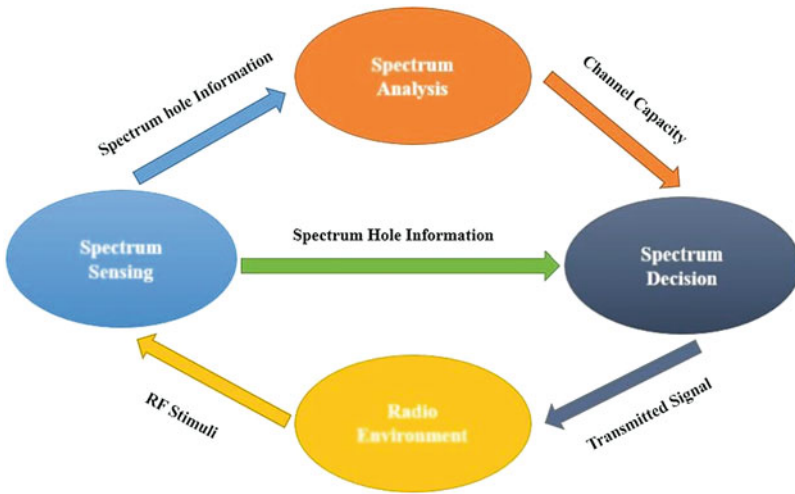 Spectrum
Analysis
Spectrum hole Information
Channel Capacity
Spectrum
Sensing
Spectrum Hole Information
Spectrum
Decision
RF Stimuli
Radio
Environment
Transmitted Signal